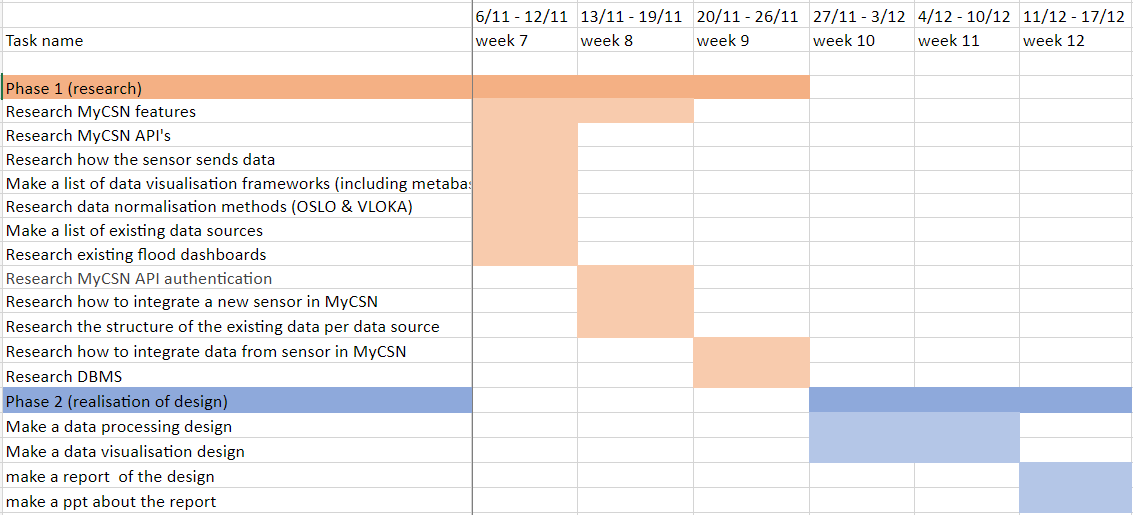 6/11 - 12/11 13/11 - 19/11 20/11 - 26/11 27/11 - 3/12 4/12 - 10/12 11/12 - 17/12
Task name week 7 week 8 week 9 week 10 week 11 week 12
Phase 1 (research)
Research MyCSN features
Research MyCSN API's
Research how the sensor sends data
Make a list of data visualisation frameworks (including metabas
Research data normalisation methods (OSLO & VLOKA)
Make a list of existing data sources
Research existing flood dashboards
Research MyCSN API authentication
Research how to integrate a new sensor in MyCSN
Research the structure of the existing data per data source
Research how to integrate data from sensor in MyCSN
Research DBMS
Phase 2 (realisation of design)
Make a data processing design
Make a data visualisation design
make a report  of the design
make a ppt about the report